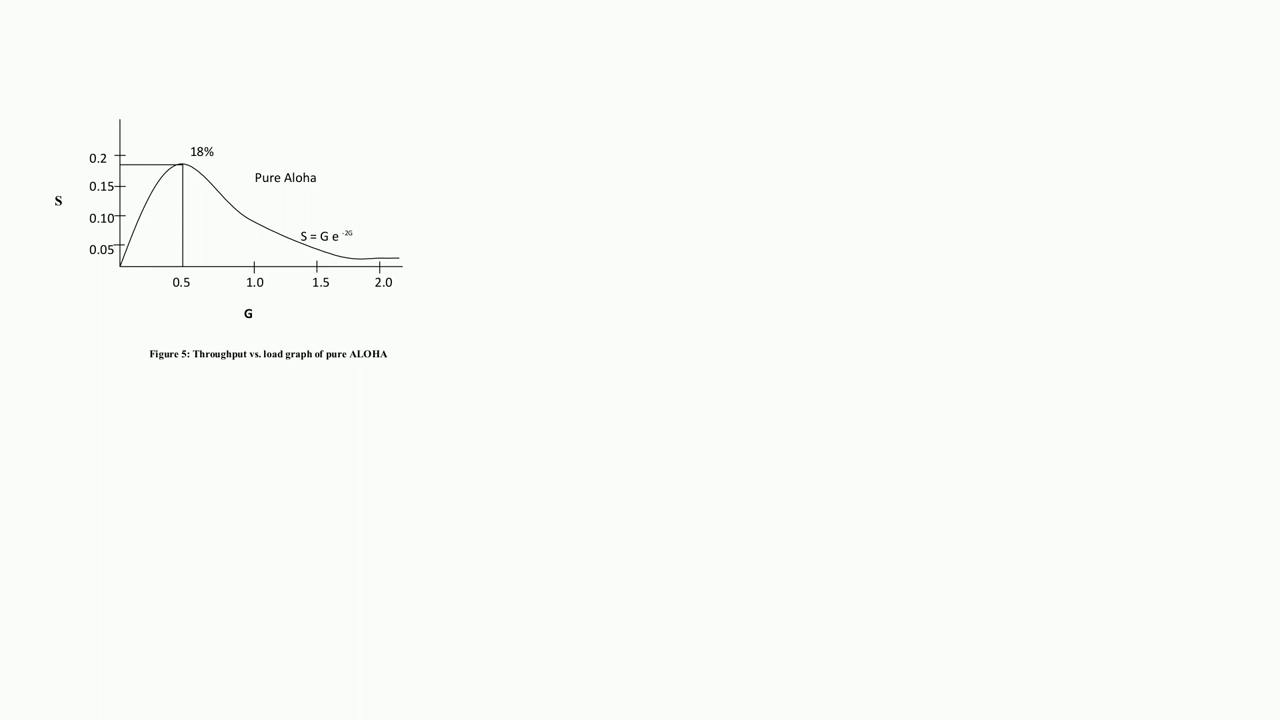 18%
0.2
Pure Aloha
0.15
S
0.10
S = G e -2G
0.05
0.5 1.0 1.5 2.0
G
Figure 5: Throughput vs. load graph of pure ALOHA